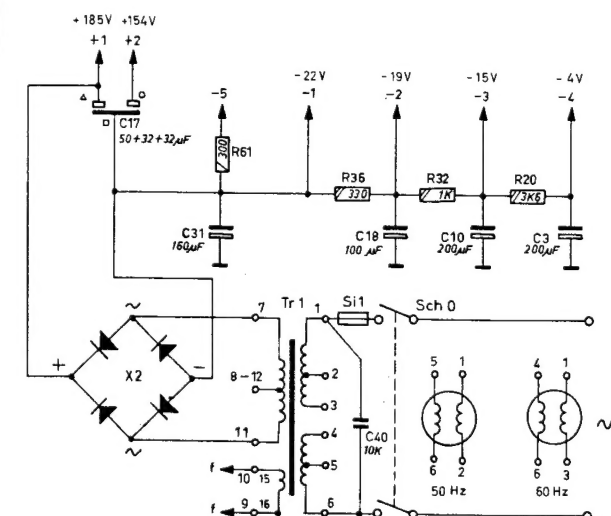 +185V +154V
+1 +2
-22V -19V -15V -4V
-5 -1 -2 -3 -4
C17
50+32+32µF
300 R61
R36 R32 R20
330 1K 3K6
C31
160µF
C18
100 µF
C10
200µF
C3
200µF
Tr 1 Si1 Sch 0
7 1
+ X2 -
8-12 2
3
11 4
C40
10K
5
f 10 15
f 9 16 6
5 1 4 1
6 2 6 3
50 Hz 60 Hz